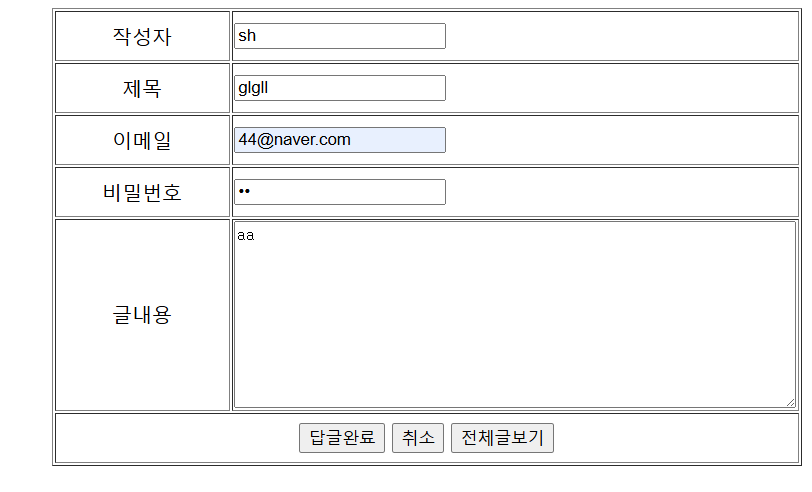 작성자 sh
제목 glgll
이메일 44@naver.com
비밀번호 ••
글내용 aa
답글완료 취소 전체글보기